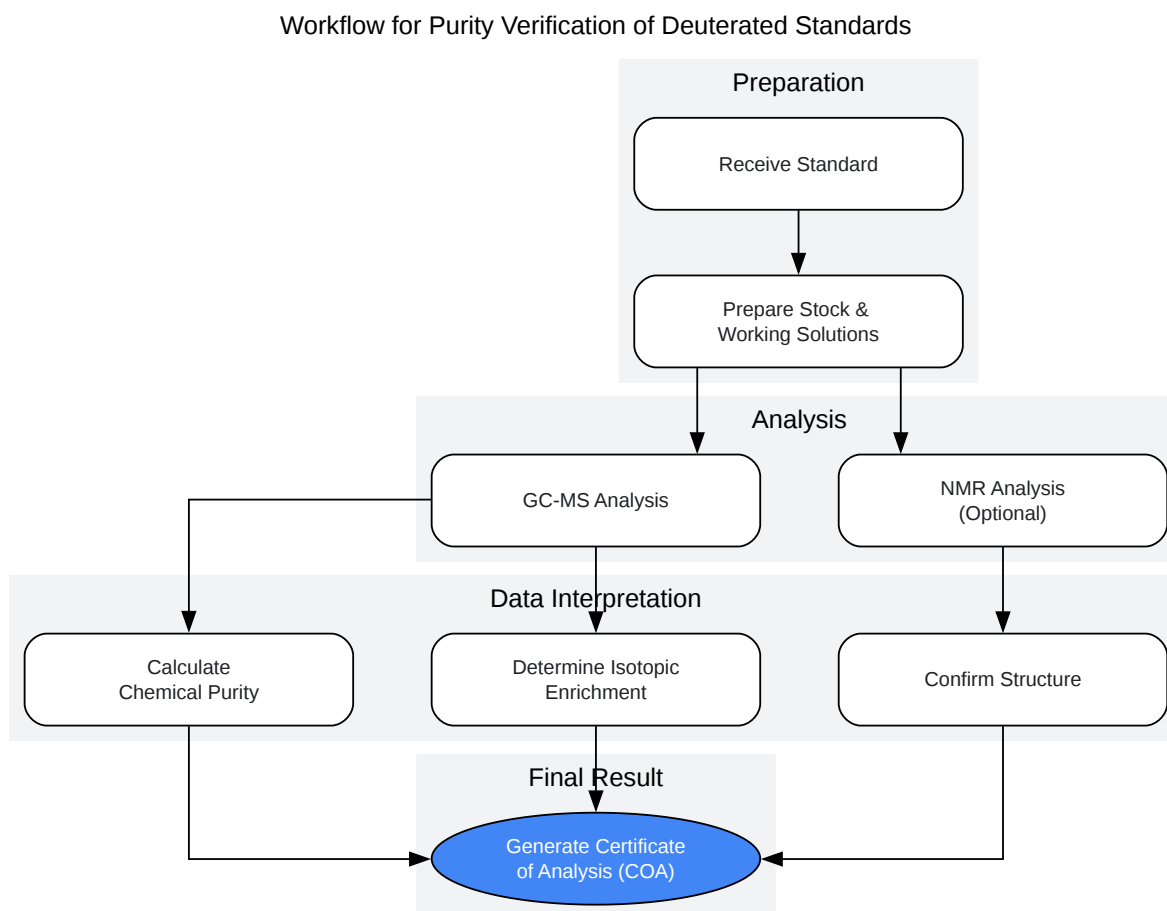 Workflow for Purity Verification of Deuterated Standards
Preparation
Receive Standard
Prepare Stock &
Working Solutions
Analysis
GC-MS Analysis
NMR Analysis
(Optional)
Data Interpretation
Calculate
Chemical Purity
Determine Isotopic
Enrichment
Confirm Structure
Final Result
Generate Certificate
of Analysis (COA)